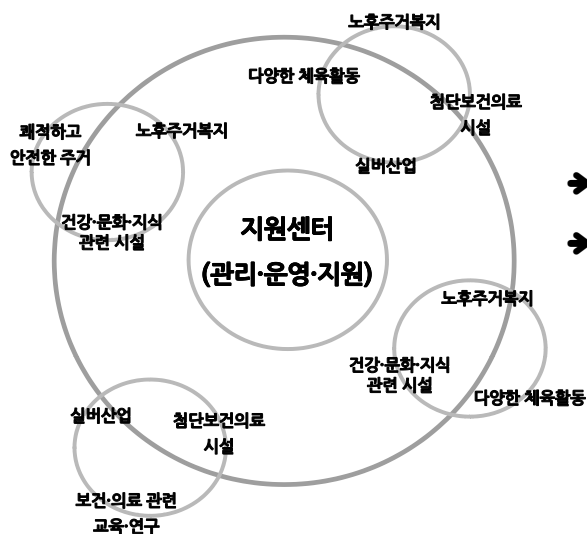 노후주거복지
다양한 체육활동
첨단보건의료
시설
실버산업
쾌적하고
안전한 주거
노후주거복지
건강·문화·지식
관련 시설
지원센터
(관리·운영·지원)
노후주거복지
건강·문화·지식
관련 시설
다양한 체육활동
실버산업
첨단보건의료
시설
보건·의료 관련
교육·연구